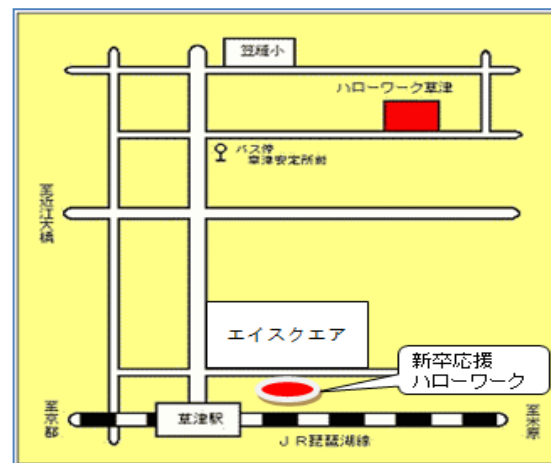 笠縫小
ハローワーク草津
バス停
草津安定所前
至近江大橋
エイスクエア
新卒応援
ハローワーク
至京都
草津駅
至米原
JR琵琶湖線